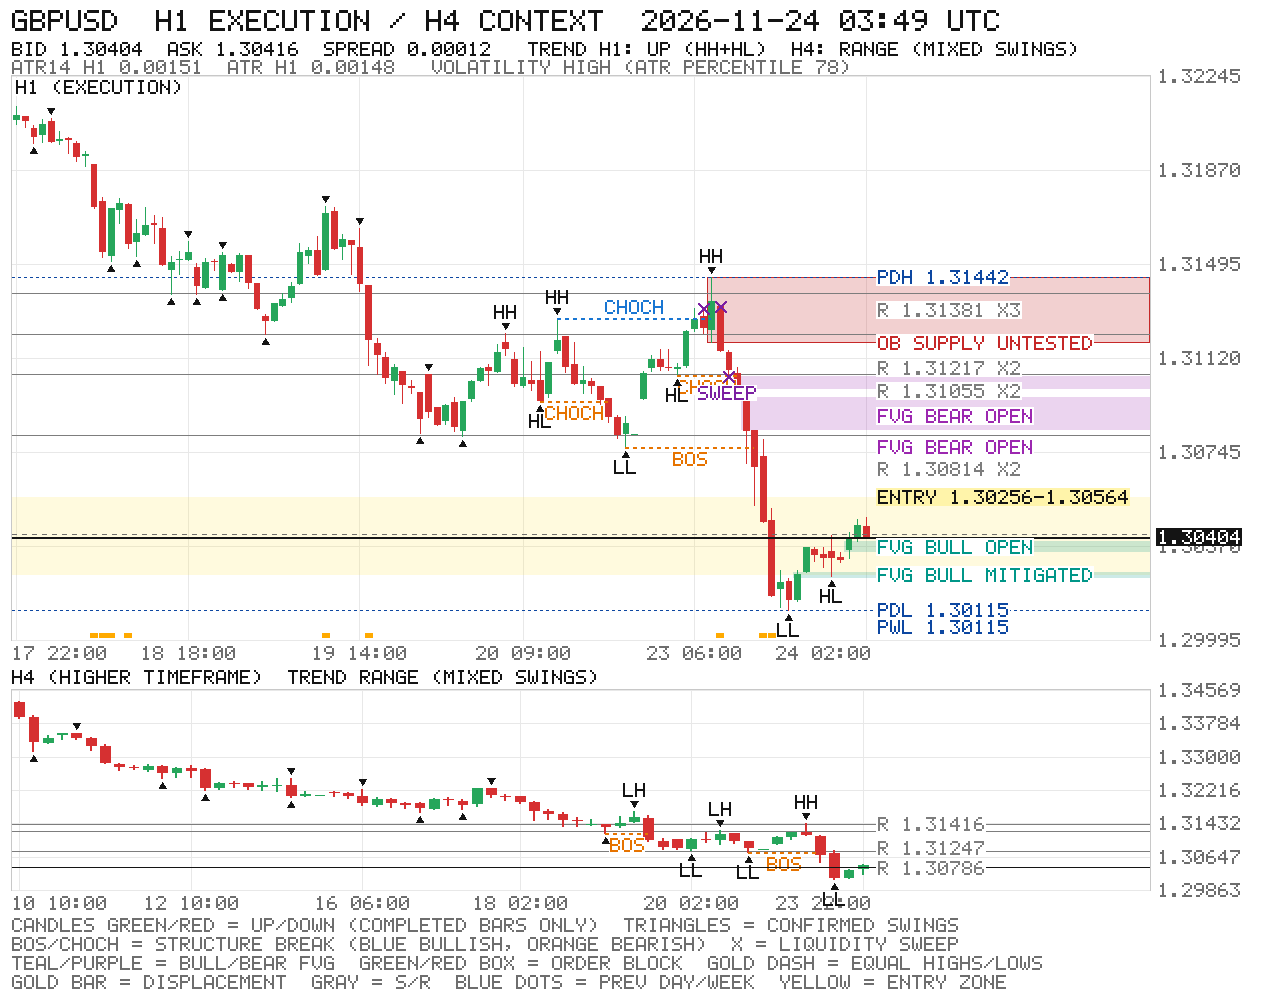 GBPUSD  H1 EXECUTION / H4 CONTEXT  2026-11-24 03:49 UTC
BID 1.30404  ASK 1.30416  SPREAD 0.00012  TREND H1: UP (HH+HL)  H4: RANGE (MIXED SWINGS)
ATR14 H1 0.00151  ATR H1 0.00148  VOLATILITY HIGH (ATR PERCENTILE 78)
H1 (EXECUTION)
1.32245
1.31870
1.31495
1.31120
1.30745
1.30404
1.30370
1.29995
HH
PDH 1.31442
HH
HH
CHOCH
R 1.31381 X3
OB SUPPLY UNTESTED
R 1.31217 X2
CHOCH
HL
SWEEP
R 1.31055 X2
HL
CHOCH
FVG BEAR OPEN
FVG BEAR OPEN
BOS
LL
R 1.30814 X2
ENTRY 1.30256-1.30564
FVG BULL OPEN
FVG BULL MITIGATED
HL
PDL 1.30115
LL
PWL 1.30115
17 22:00  18 18:00  19 14:00  20 09:00  23 06:00  24 02:00
H4 (HIGHER TIMEFRAME)  TREND RANGE (MIXED SWINGS)
1.34569
1.33784
1.33000
1.32216
1.31432
1.30647
1.29863
LH
LH
HH
R 1.31416
BOS
R 1.31247
BOS
LL
LL
R 1.30786
LL
10 10:00  12 10:00  16 06:00  18 02:00  20 02:00  23 22:00
CANDLES GREEN/RED = UP/DOWN (COMPLETED BARS ONLY)  TRIANGLES = CONFIRMED SWINGS
BOS/CHOCH = STRUCTURE BREAK (BLUE BULLISH, ORANGE BEARISH)  X = LIQUIDITY SWEEP
TEAL/PURPLE = BULL/BEAR FVG  GREEN/RED BOX = ORDER BLOCK  GOLD DASH = EQUAL HIGHS/LOWS
GOLD BAR = DISPLACEMENT  GRAY = S/R  BLUE DOTS = PREV DAY/WEEK  YELLOW = ENTRY ZONE